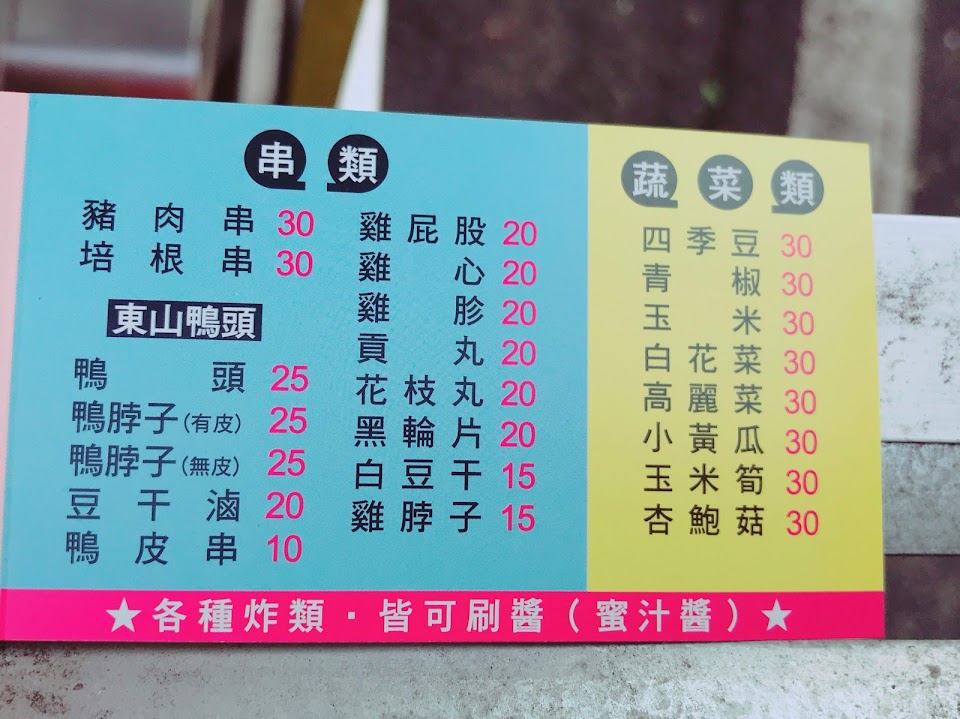 串類
豬肉串 30
培根串 30
東山鴨頭
鴨頭 25
鴨脖子(有皮) 25
鴨脖子(無皮) 25
豆干滷 20
鴨皮串 10
雞屁股 20
雞心 20
雞胗 20
貢丸 20
花枝丸 20
黑輪片 20
白豆干 15
雞脖子 15
蔬菜類
四季豆 30
青椒 30
玉米 30
白花菜 30
高麗菜 30
小黃瓜 30
玉米筍 30
杏鮑菇 30
★各種炸類·皆可刷醬(蜜汁醬)★